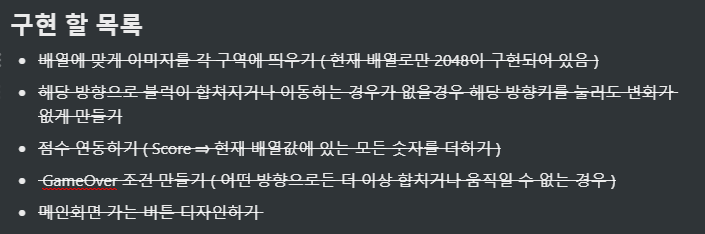 구현 할 목록
배열에 맞게 이미지를 각 구역에 띄우기 ( 현재 배열로만 2048이 구현되어 있음 )
해당 방향으로 블럭이 합쳐지거나 이동하는 경우가 없을경우 해당 방향키를 눌러도 변화가
없게 만들기
점수 연동하기 ( Score ⇒ 현재 배열값에 있는 모든 숫자를 더하기 )
GameOver 조건 만들기 ( 어떤 방향으로든 더 이상 합치거나 움직일 수 없는 경우 )
메인화면 가는 버튼 디자인하기